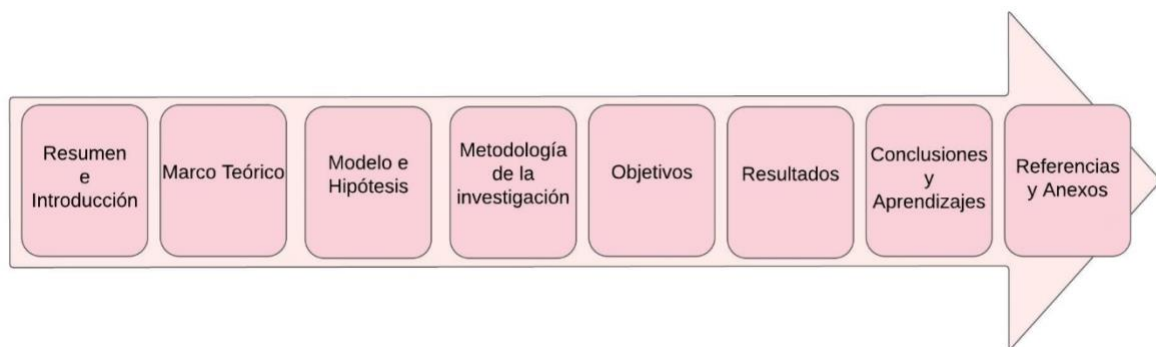 Resumen
e
Introducción
Marco Teórico
Modelo e
Hipótesis
Metodología
de la
investigación
Objetivos
Resultados
Conclusiones
y
Aprendizajes
Referencias
y Anexos